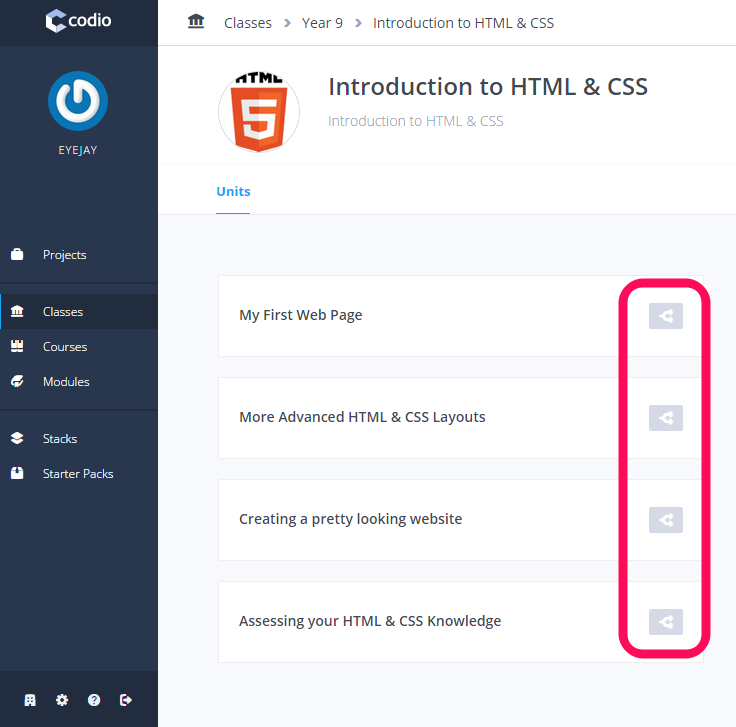 codio
Classes > Year 9 > Introduction to HTML & CSS
EYEJAY
HTML
5
Introduction to HTML & CSS
Introduction to HTML & CSS
Units
Projects
Classes
Courses
Modules
Stacks
Starter Packs
My First Web Page
More Advanced HTML & CSS Layouts
Creating a pretty looking website
Assessing your HTML & CSS Knowledge
?